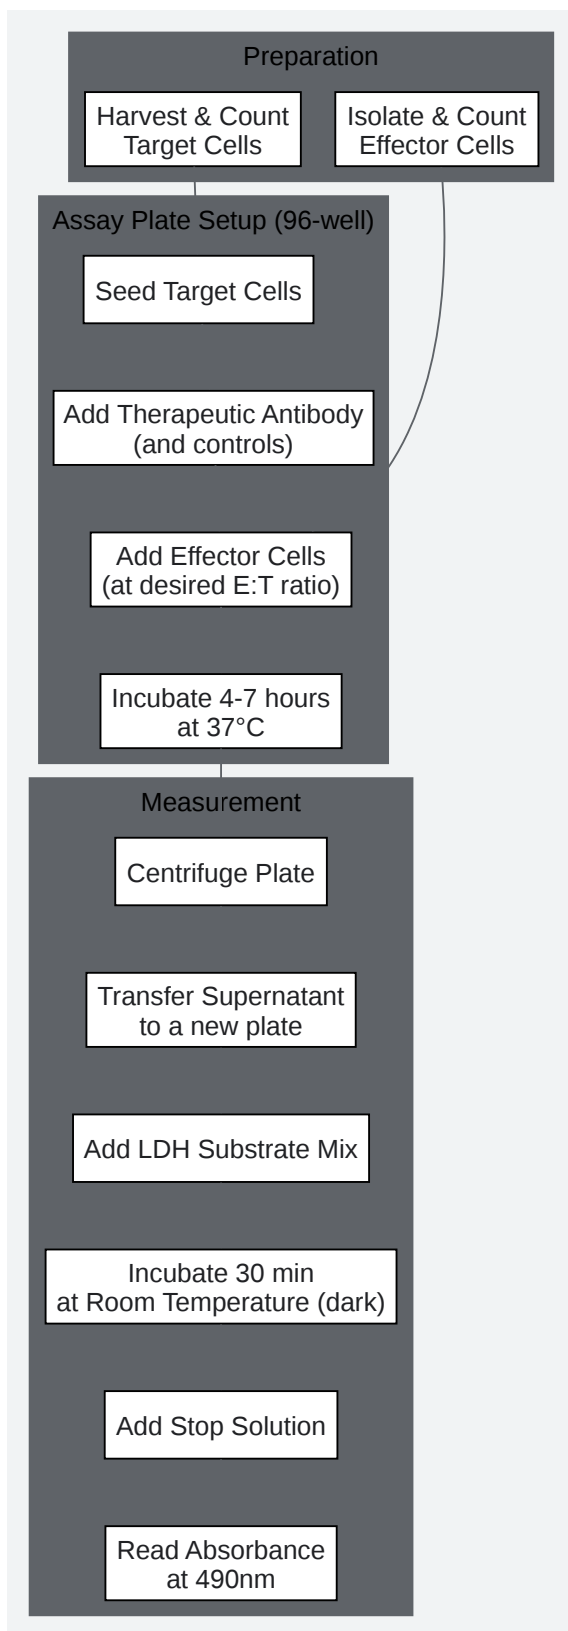 Preparation
Harvest & Count
Target Cells
Isolate & Count
Effector Cells
Assay Plate Setup (96-well)
Seed Target Cells
Add Therapeutic Antibody
(and controls)
Add Effector Cells
(at desired E:T ratio)
Incubate 4-7 hours
at 37°C
Measurement
Centrifuge Plate
Transfer Supernatant
to a new plate
Add LDH Substrate Mix
Incubate 30 min
at Room Temperature (dark)
Add Stop Solution
Read Absorbance
at 490nm